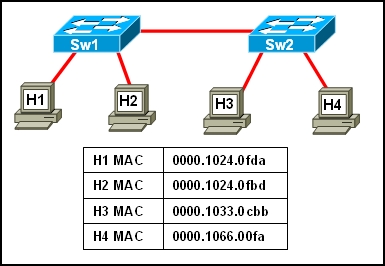 Sw1 Sw2
H1 H2 H3 H4
H1 MAC 0000.1024.0fda
H2 MAC 0000.1024.0fbd
H3 MAC 0000.1033.0cbb
H4 MAC 0000.1066.00fa